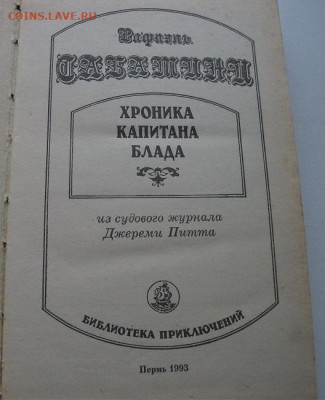 COINS.LAVE.RU
Рафаэль
САБАТИНИ
ХРОНИКА
КАПИТАНА
БЛАДА
из судового журнала
Джереми Питта
БИБЛИОТЕКА ПРИКЛЮЧЕНИЙ
Пермь 1993